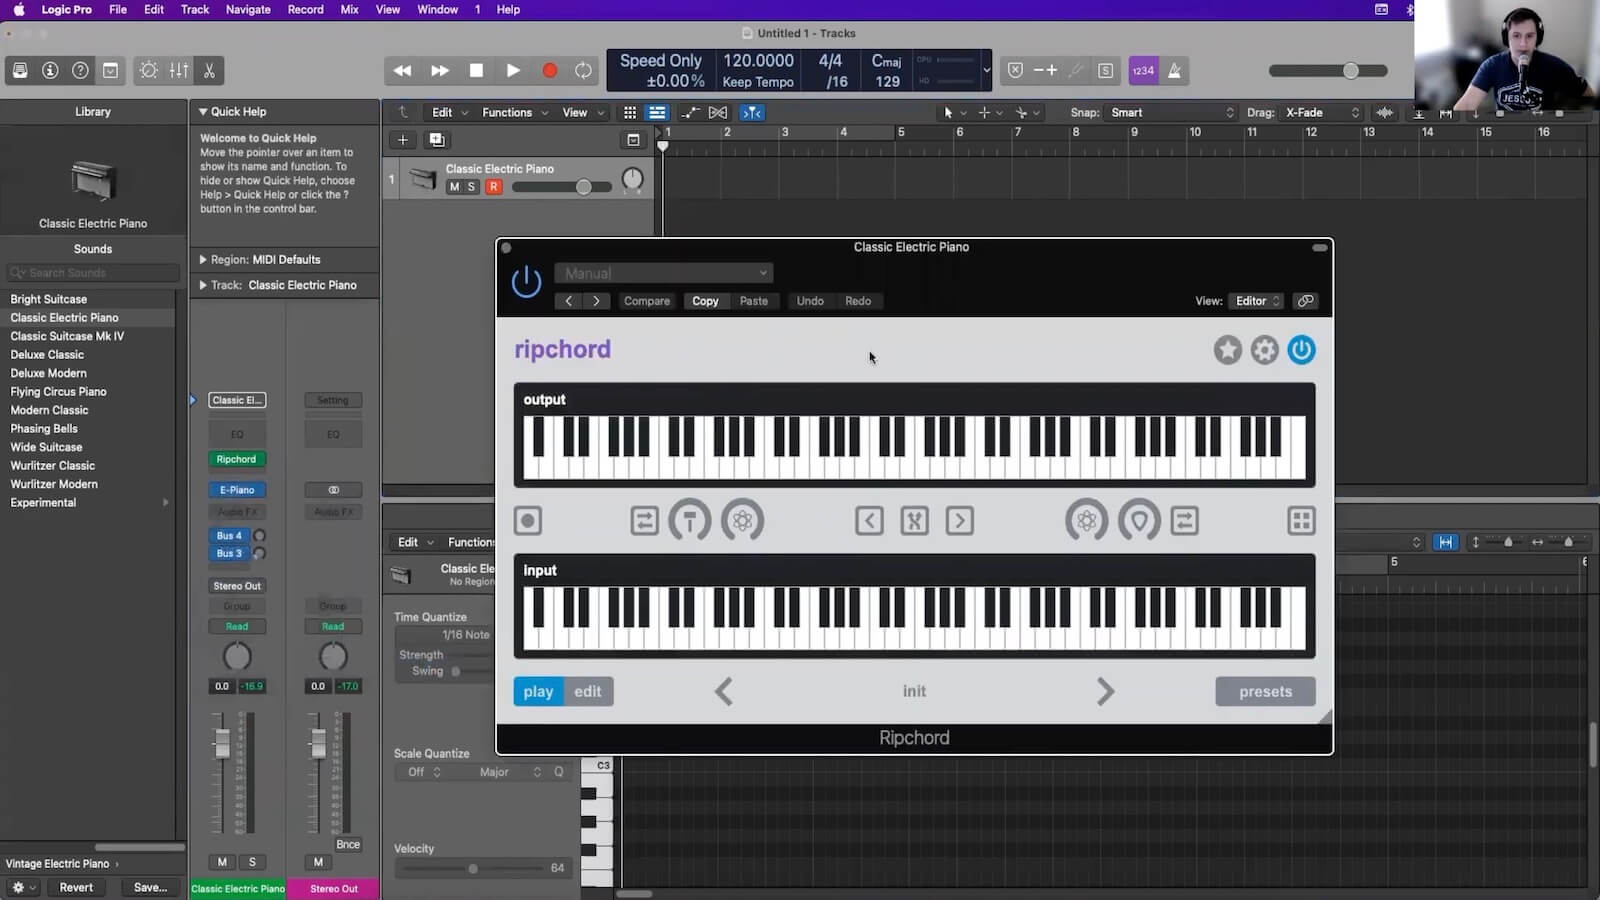 Logic Pro File Edit Track Navigate Record Mix View Window 1 Help
Untitled 1 - Tracks
Speed Only 120.0000 4/4 Cmaj CPU
±0.00% Keep Tempo /16 129 HD
1234
Library
Quick Help
Edit Functions View
Snap: Smart Drag: X-Fade
1 2 3 4 5 6 7 8 9 10 11 12 13 14 15 16
Welcome to Quick Help
Move the pointer over an item to
show its name and function. To
hide or show Quick Help, choose
Help > Quick Help or click the ?
button in the control bar.
1 Classic Electric Piano
M S R
Classic Electric Piano
Sounds
Search Sounds
Region: MIDI Defaults
Track: Classic Electric Piano
Bright Suitcase
Classic Electric Piano
Classic Suitcase Mk IV
Deluxe Classic
Deluxe Modern
Flying Circus Piano
Modern Classic
Phasing Bells
Wide Suitcase
Wurlitzer Classic
Wurlitzer Modern
Experimental
Classic El... Setting
EQ EQ
Ripchord
E-Piano
Audio FX Audio FX
Bus 4
Bus 3
Stereo Out
Group Group
Read Read
0.0 -16.9 0.0 -17.0
Bnce
M S M
Classic Electric Piano Stereo Out
Vintage Electric Piano
Revert Save...
Classic Electric Piano
Manual
Compare Copy Paste Undo Redo
View: Editor
ripchord
output
input
play edit init presets
Ripchord
Edit Functions
5 6
Classic Ele
No Region
Time Quantize
1/16 Note
Strength
Swing
Scale Quantize
Off Major Q
C3
Velocity
64